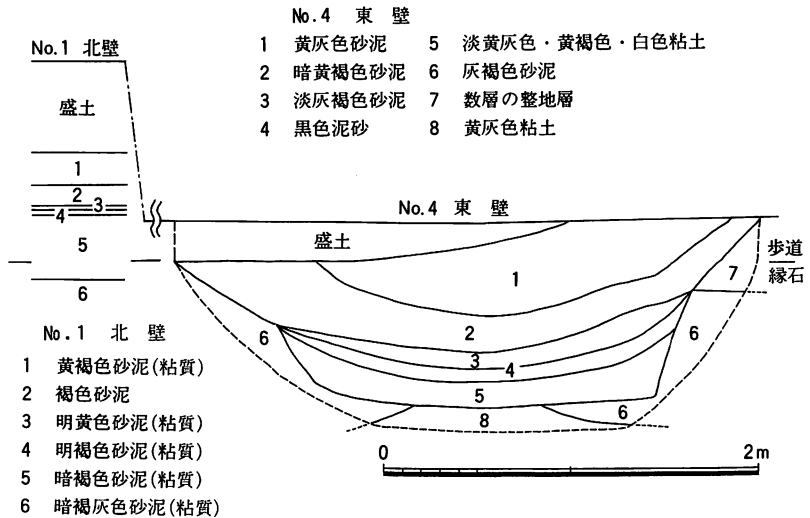 No.4 東 壁
1 黄灰色砂泥
2 暗黄褐色砂泥
3 淡灰褐色砂泥
4 黒色泥砂
5 淡黄灰色・黄褐色・白色粘土
6 灰褐色砂泥
7 数層の整地層
8 黄灰色粘土
No.1 北壁
盛土
1
2
3
4
5
6
No.4 東 壁
盛土
1
2
3
4
5
6
6
6
7
8
歩道
縁石
No.1 北 壁
1 黄褐色砂泥(粘質)
2 褐色砂泥
3 明黄色砂泥(粘質)
4 明褐色砂泥(粘質)
5 暗褐色砂泥(粘質)
6 暗褐灰色砂泥(粘質)
0 2m